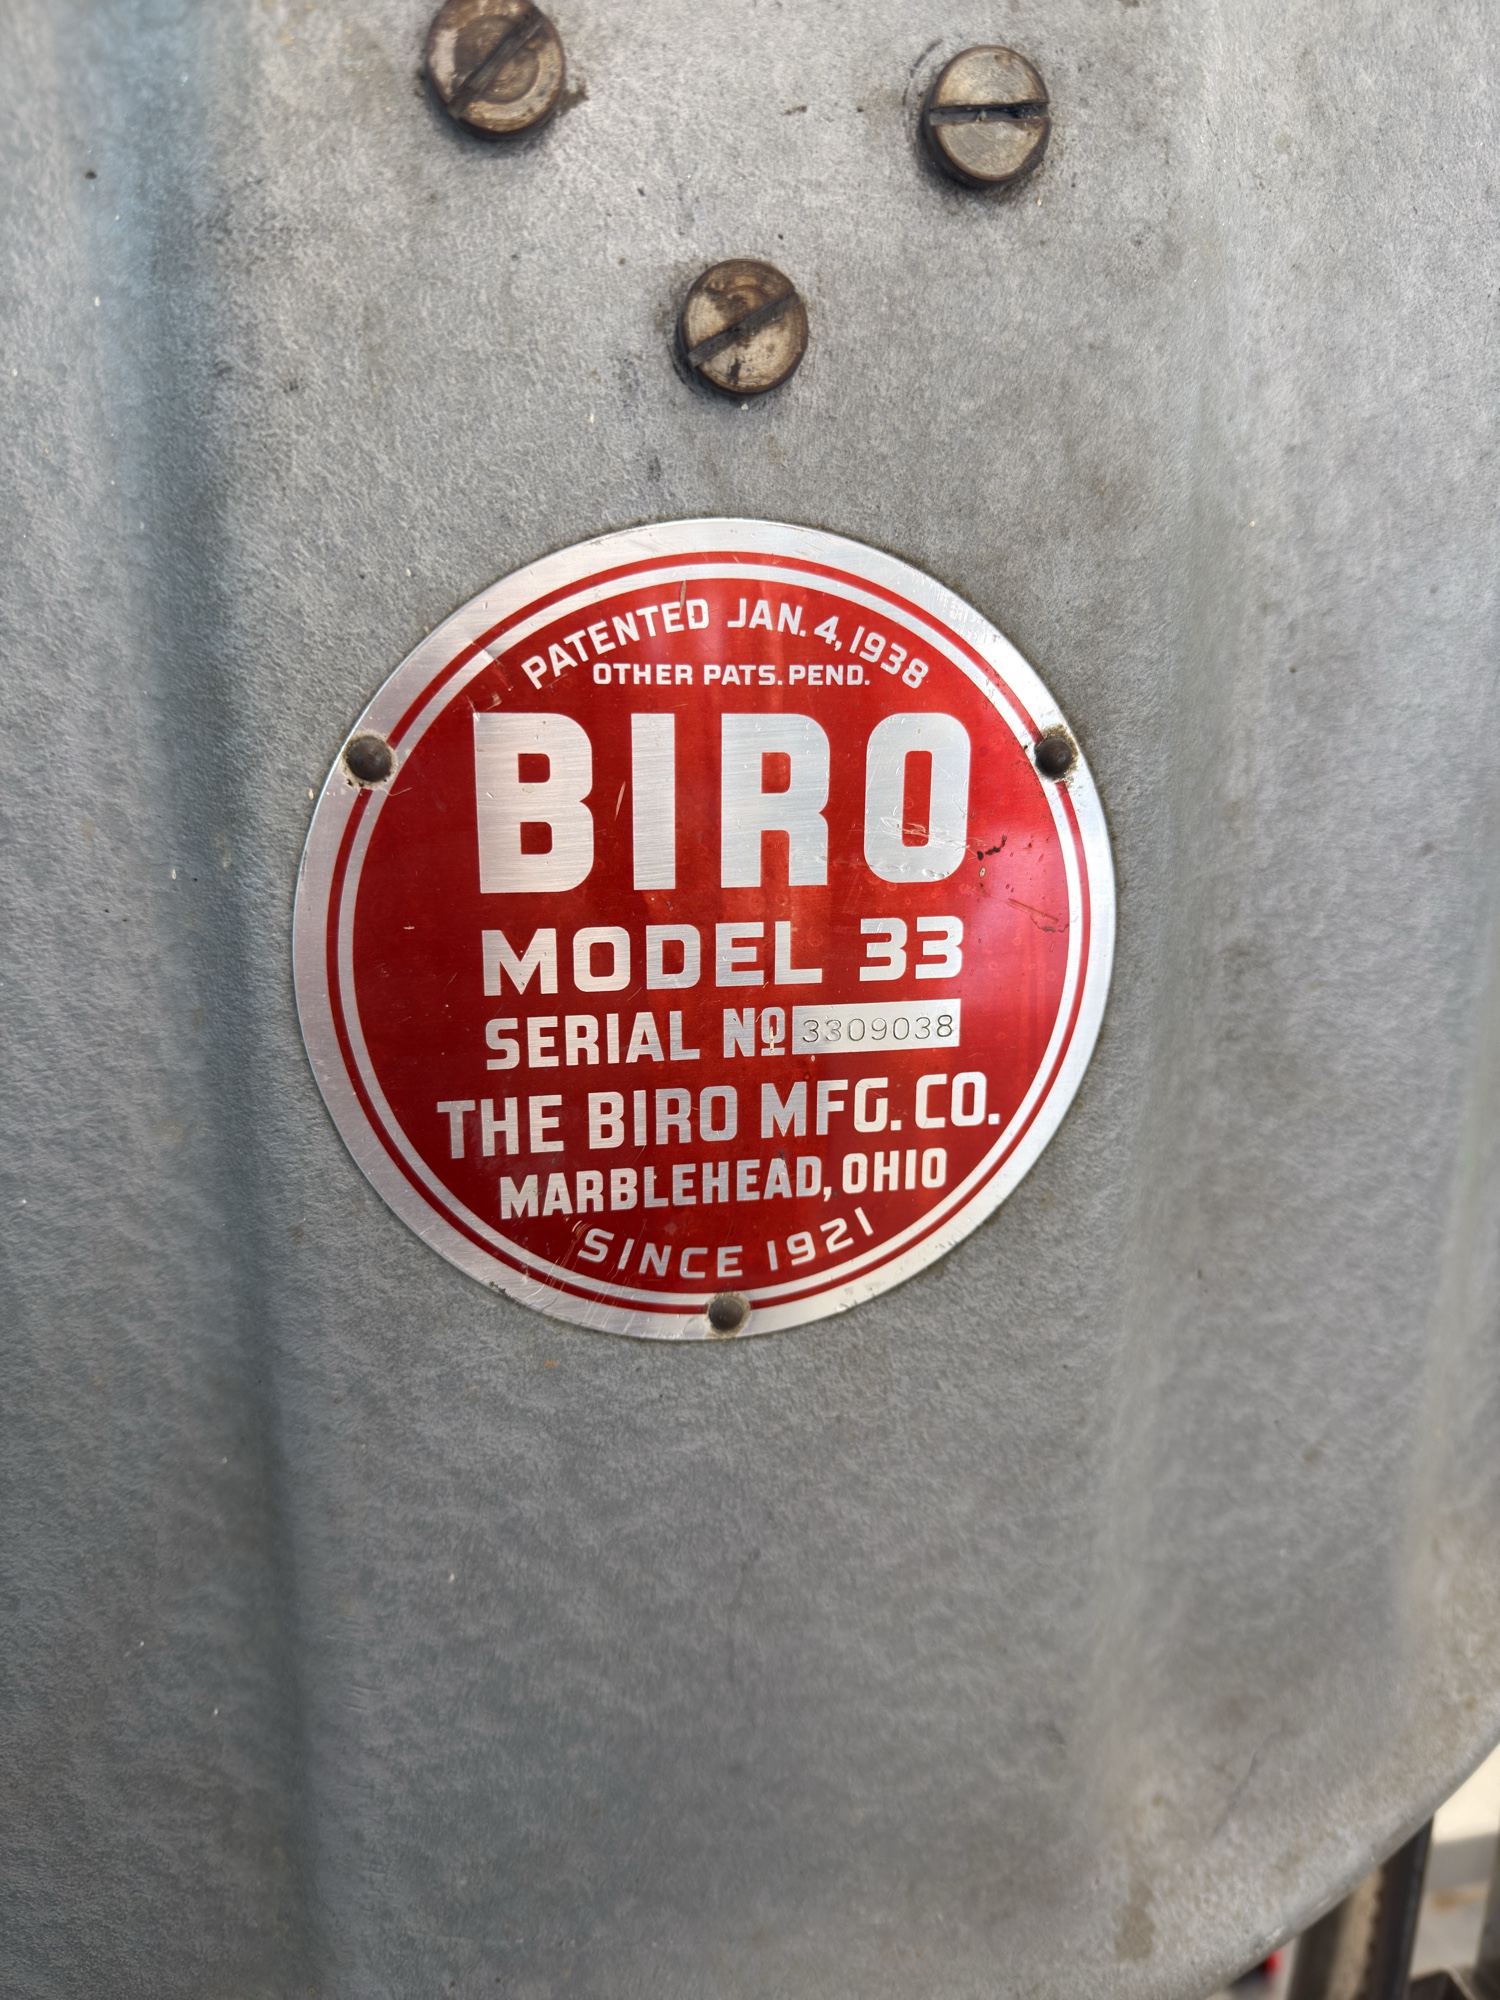 PATENTED JAN. 4, 1938
OTHER PATS. PEND.
BIRO
MODEL 33
SERIAL Nº 3309038
THE BIRO MFG. CO.
MARBLEHEAD, OHIO
SINCE 1921